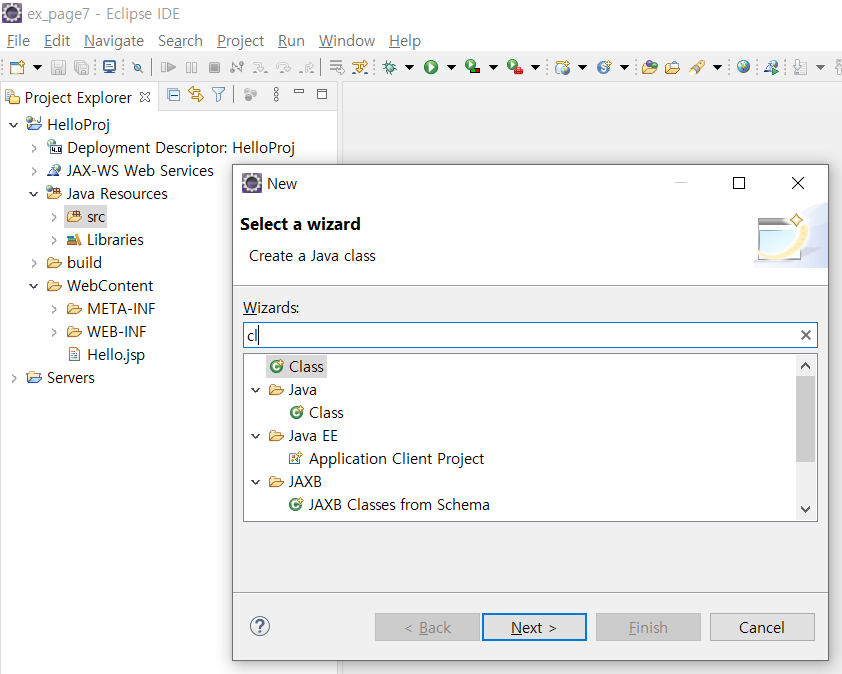 ex_page7 - Eclipse IDE
File Edit Navigate Search Project Run Window Help
Project Explorer
HelloProj
4.0 Deployment Descriptor: HelloProj
JAX-WS Web Services
Java Resources
src
Libraries
build
WebContent
META-INF
WEB-INF
Hello.jsp
Servers
New
Select a wizard
Create a Java class
Wizards:
cl
Class
Java
Class
Java EE
Application Client Project
JAXB
JAXB Classes from Schema
? < Back Next > Finish Cancel